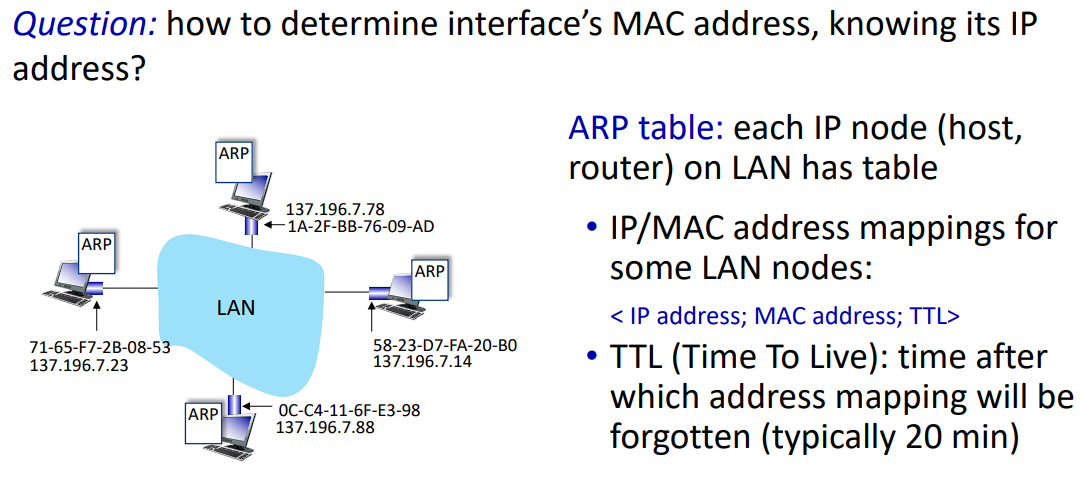 Question: how to determine interface’s MAC address, knowing its IP
address?
ARP table: each IP node (host,
router) on LAN has table
• IP/MAC address mappings for
some LAN nodes:
< IP address; MAC address; TTL>
• TTL (Time To Live): time after
which address mapping will be
forgotten (typically 20 min)
ARP
137.196.7.78
1A-2F-BB-76-09-AD
ARP
ARP
LAN
71-65-F7-2B-08-53
137.196.7.23
58-23-D7-FA-20-B0
137.196.7.14
ARP
0C-C4-11-6F-E3-98
137.196.7.88